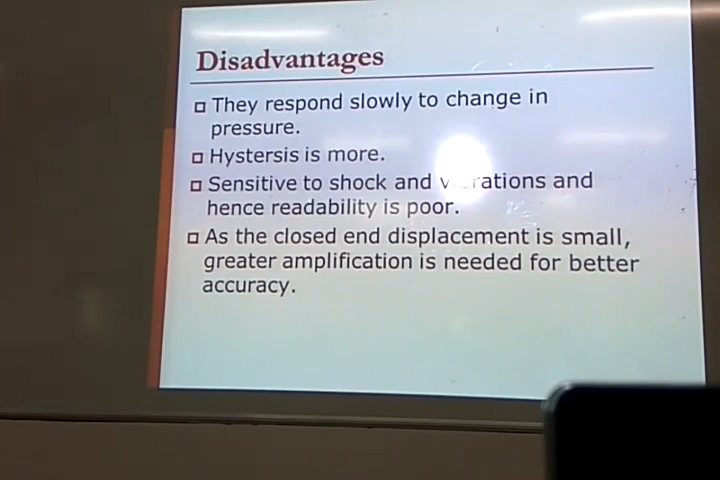 Disadvantages
They respond slowly to change in
pressure.
Hystersis is more.
Sensitive to shock and and
hence readability is poor.
As the closed end displacement is small,
greater amplification is needed for better
accuracy.